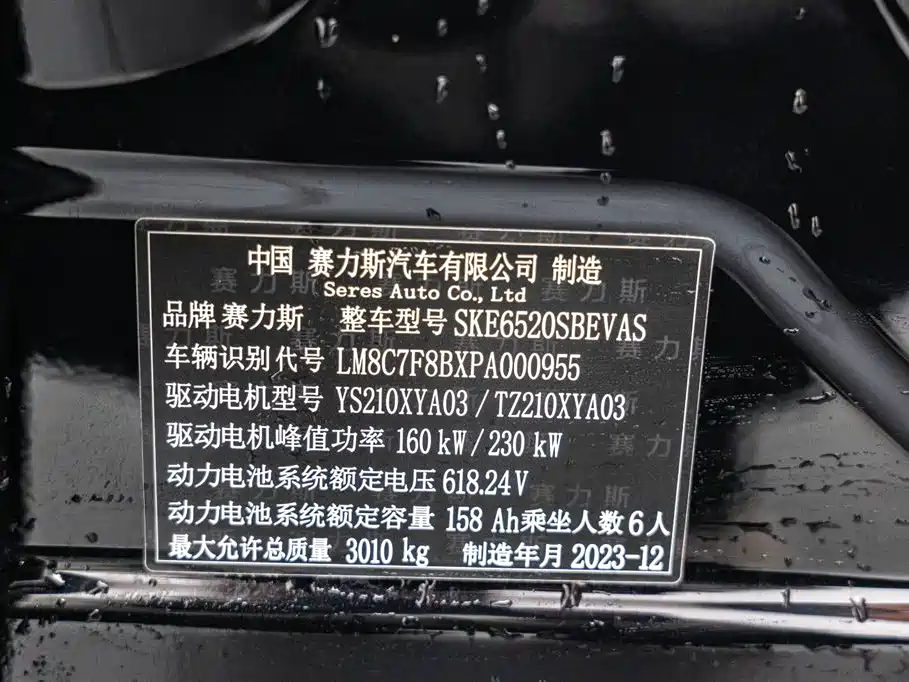 中国 赛力斯汽车有限公司 制造
Seres Auto Co., Ltd
品牌 赛力斯 整车型号 SKE6520SBEVAS
车辆识别代号 LM8C7F8BXPA000955
驱动电机型号 YS210XYA03 / TZ210XYA03
驱动电机峰值功率 160 kW / 230 kW
动力电池系统额定电压 618.24V
动力电池系统额定容量 158 Ah乘坐人数 6 人
最大允许总质量 3010 kg 制造年月 2023-12